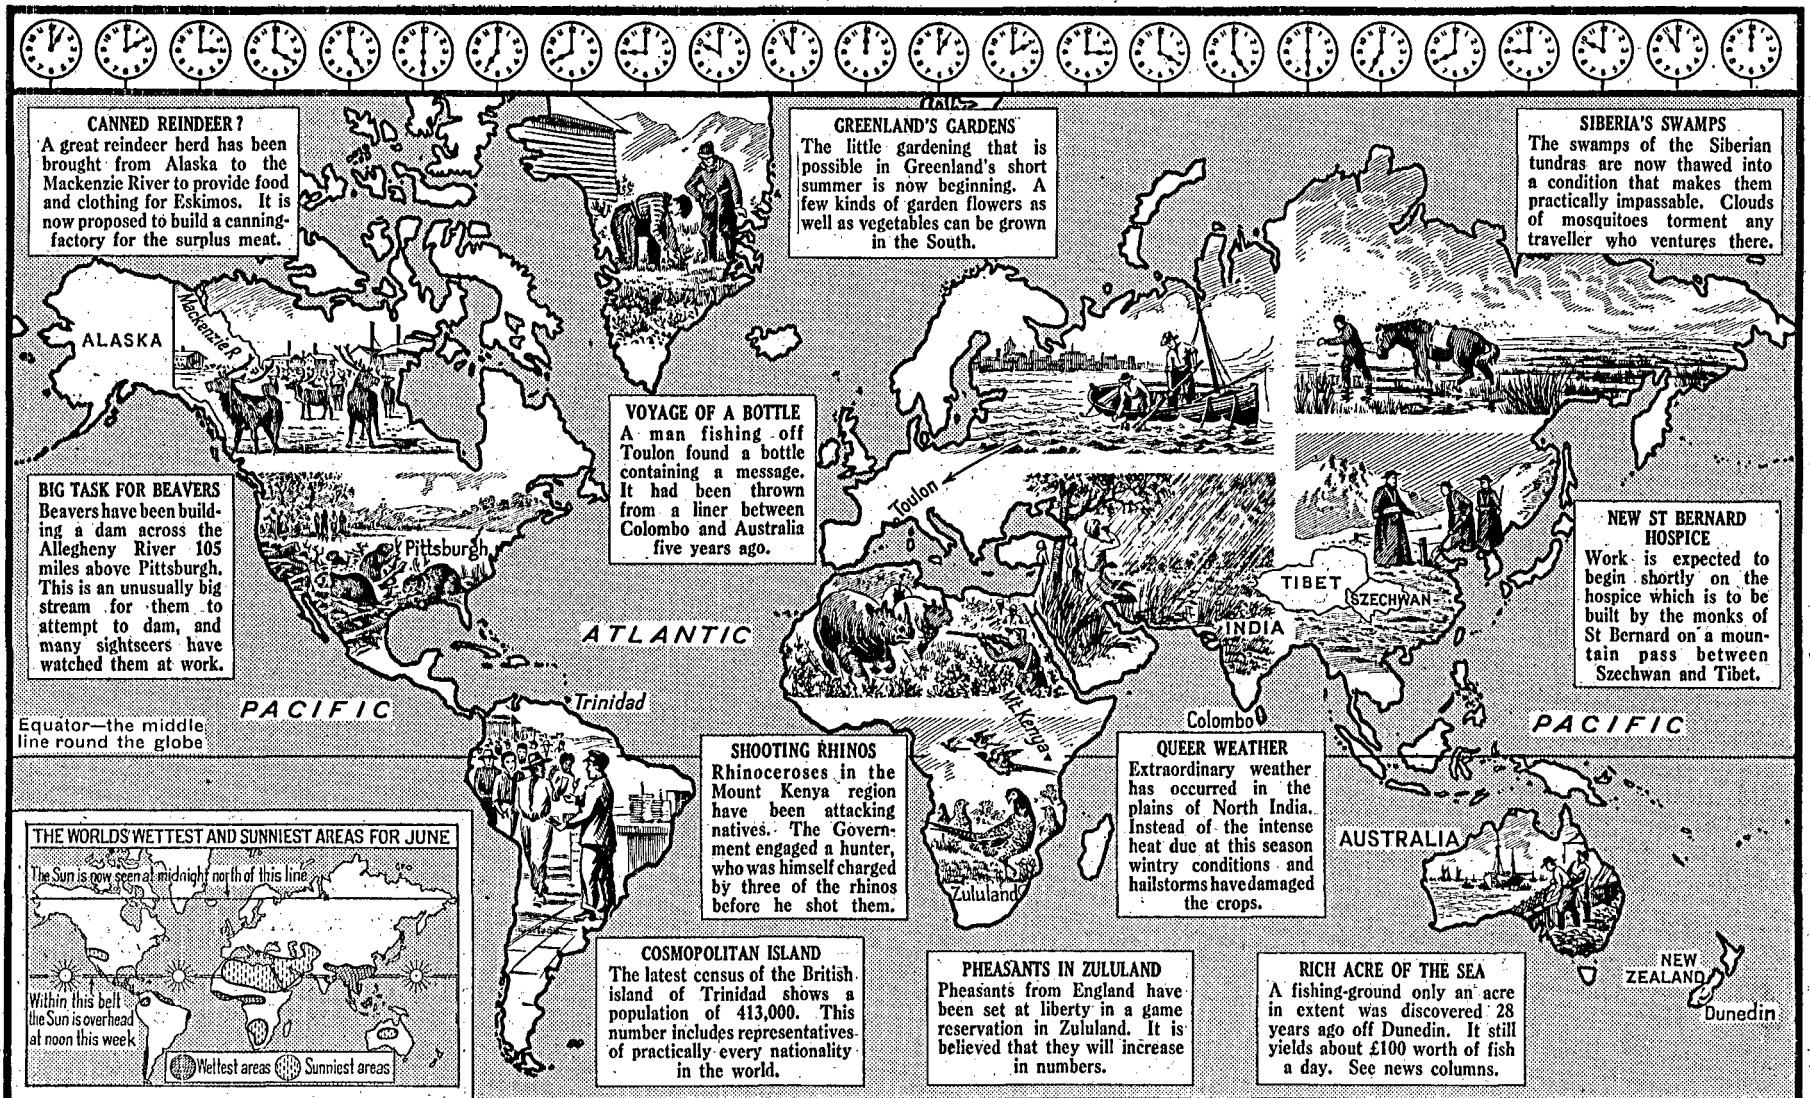 CANNED REINDEER?
A great reindeer herd has been
brought from Alaska to the
Mackenzie River to provide food
and clothing for Eskimos. It is
now proposed to build a canning-
factory for the surplus meat.
GREENLAND'S GARDENS
The little gardening that is
possible in Greenland's short
summer is now beginning. A
few kinds of garden flowers as
well as vegetables can be grown
in the South.
SIBERIA'S SWAMPS
The swamps of the Siberian
tundras are now thawed into
a condition that makes them
practically impassable. Clouds
of mosquitoes torment any
traveller who ventures there.
ALASKA
Mackenzie R
VOYAGE OF A BOTTLE
A man fishing off
Toulon found a bottle
containing a message.
It had been thrown
from a liner between
Colombo and Australia
five years ago.
BIG TASK FOR BEAVERS
Beavers have been build-
ing a dam across the
Allegheny River 105
miles above Pittsburgh.
This is an unusually big
stream for them to
attempt to dam, and
many sightseers have
watched them at work.
Pittsburgh
Toulon
NEW ST BERNARD
HOSPICE
Work is expected to
begin shortly on the
hospice which is to be
built by the monks of
St Bernard on a moun-
tain pass between
Szechwan and Tibet.
TIBET
SZECHWAN
INDIA
ATLANTIC
PACIFIC
Trinidad
Mt. Kenya
Colombo
PACIFIC
Equator—the middle
line round the globe
SHOOTING RHINOS
Rhinoceroses in the
Mount Kenya region
have been attacking
natives. The Govern-
ment engaged a hunter,
who was himself charged
by three of the rhinos
before he shot them.
QUEER WEATHER
Extraordinary weather
has occurred in the
plains of North India.
Instead of the intense
heat due at this season
wintry conditions and
hailstorms have damaged
the crops.
AUSTRALIA
Zululand
THE WORLDS WETTEST AND SUNNIEST AREAS FOR JUNE
The Sun is now seen at midnight north of this line
Within this belt
the Sun is overhead
at noon this week
Wettest areas
Sunniest areas
COSMOPOLITAN ISLAND
The latest census of the British
island of Trinidad shows a
population of 413,000. This
number includes representatives
of practically every nationality
in the world.
PHEASANTS IN ZULULAND
Pheasants from England have
been set at liberty in a game
reservation in Zululand. It is
believed that they will increase
in numbers.
RICH ACRE OF THE SEA
A fishing-ground only an acre
in extent was discovered 28
years ago off Dunedin. It still
yields about £100 worth of fish
a day. See news columns.
NEW
ZEALAND
Dunedin